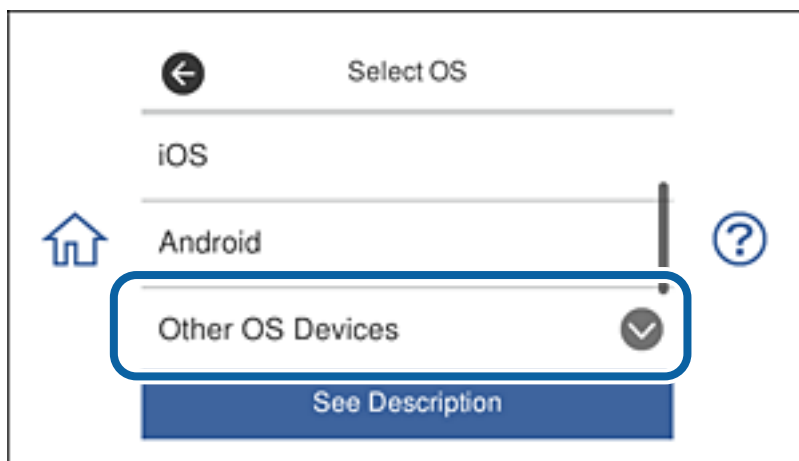 Select OS
iOS
Android
Other OS Devices
See Description